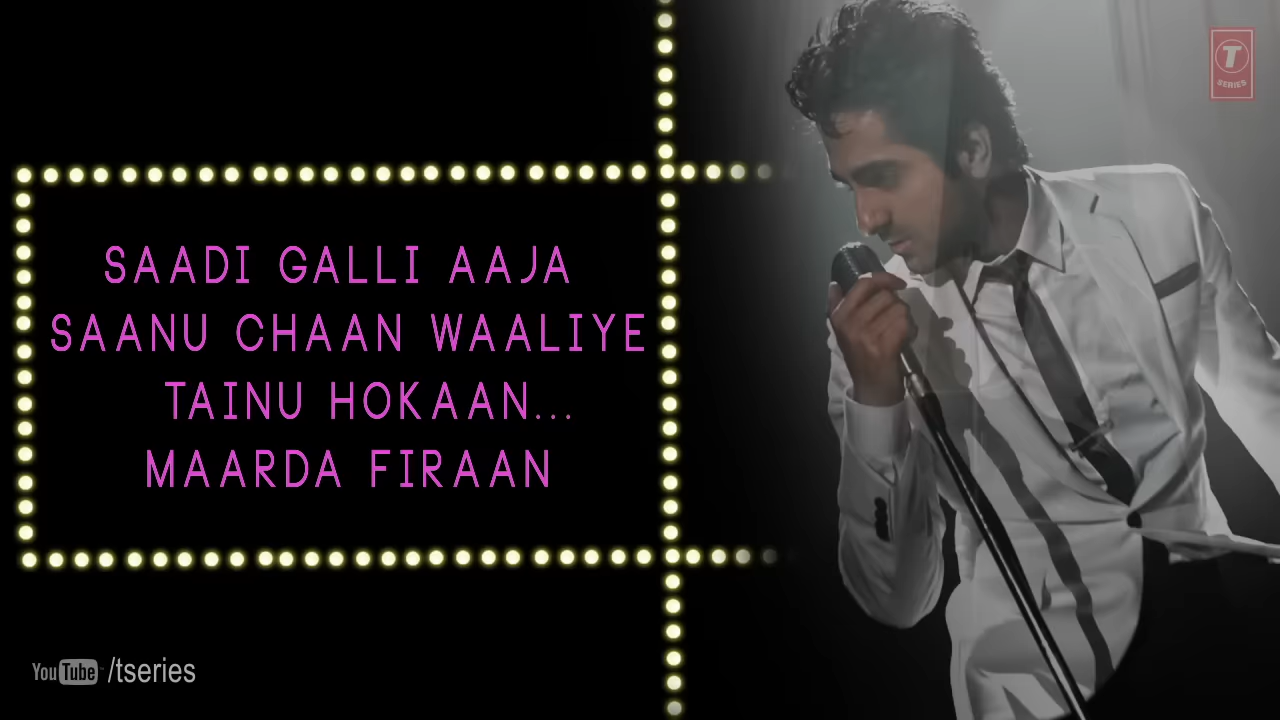 T
SERIES
SAADI GALLI AAJA
SAANU CHAAN WAALIYE
TAINU HOKAAN...
MAARDA FIRAAN
YouTube /tseries